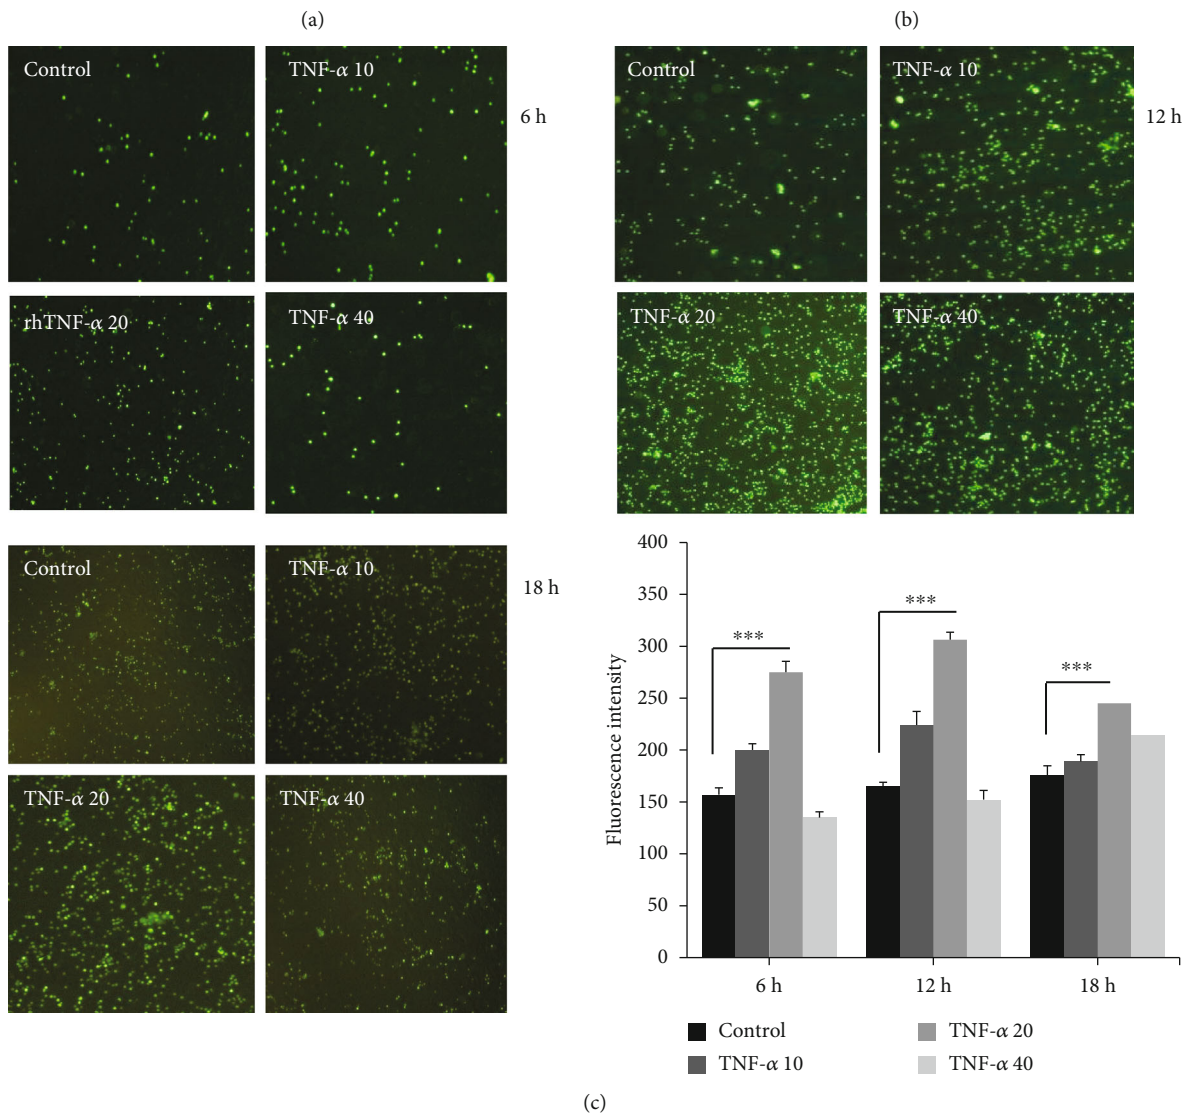 (a)
(b)
Control
TNF-α 10
6 h
rhTNF-α 20
TNF-α 40
Control
TNF-α 10
12 h
TNF-α 20
TNF-α 40
Control
TNF-α 10
18 h
TNF-α 20
TNF-α 40
400
350
300
250
200
150
100
50
0
Fluorescence intensity
***
***
***
6 h
12 h
18 h
Control
TNF-α 10
TNF-α 20
TNF-α 40
(c)